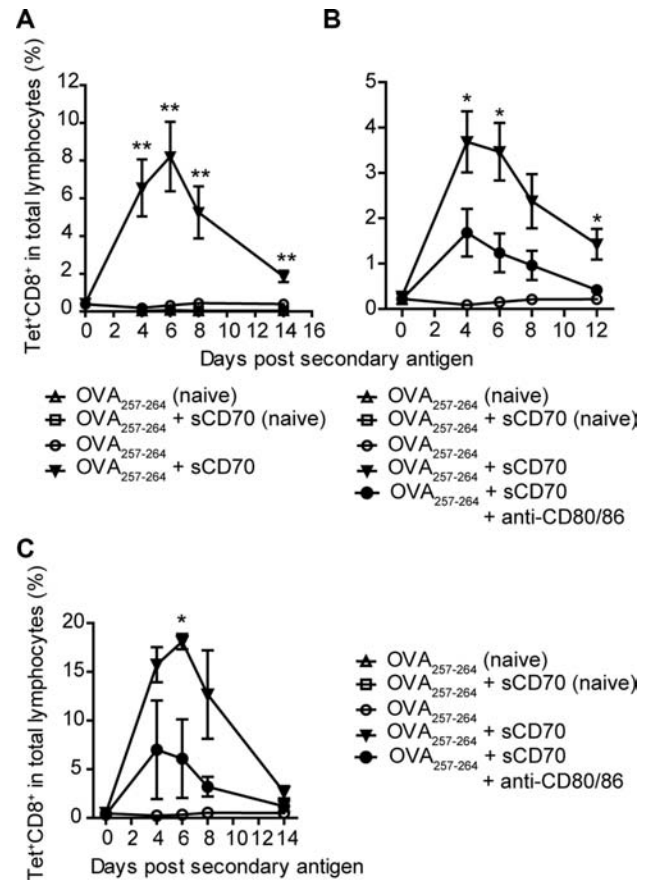 A
Tet⁺CD8⁺ in total lymphocytes (%)
12
10
8
6
4
2
0
**
**
**
**
0 2 4 6 8 10 12 14 16
B
5
4
3
2
1
0
*
*
*
0 2 4 6 8 10 12
Days post secondary antigen
OVA₂₅₇₋₂₆₄ (naive)
OVA₂₅₇₋₂₆₄ + sCD70 (naive)
OVA₂₅₇₋₂₆₄
OVA₂₅₇₋₂₆₄ + sCD70
OVA₂₅₇₋₂₆₄ (naive)
OVA₂₅₇₋₂₆₄ + sCD70 (naive)
OVA₂₅₇₋₂₆₄
OVA₂₅₇₋₂₆₄ + sCD70
OVA₂₅₇₋₂₆₄ + sCD70
+ anti-CD80/86
C
Tet⁺CD8⁺ in total lymphocytes (%)
20
15
10
5
0
*
0 2 4 6 8 10 12 14
Days post secondary antigen
OVA₂₅₇₋₂₆₄ (naive)
OVA₂₅₇₋₂₆₄ + sCD70 (naive)
OVA₂₅₇₋₂₆₄
OVA₂₅₇₋₂₆₄ + sCD70
OVA₂₅₇₋₂₆₄ + sCD70
+ anti-CD80/86